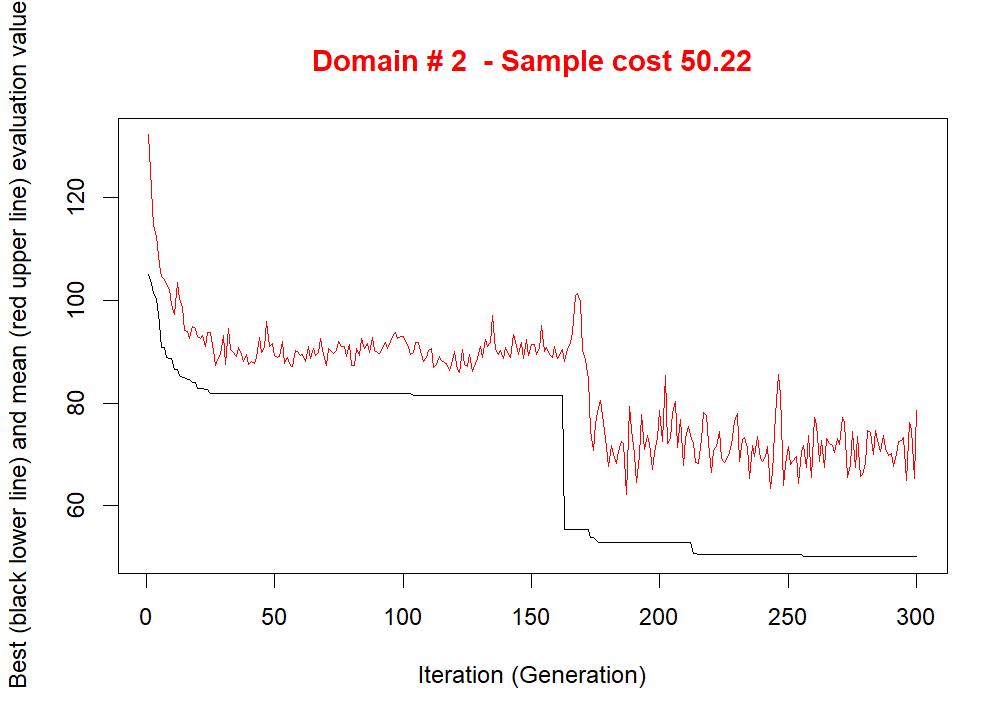 Domain # 2  - Sample cost 50.22
Best (black lower line) and mean (red upper line) evaluation value
120
100
80
60
0 50 100 150 200 250 300
Iteration (Generation)